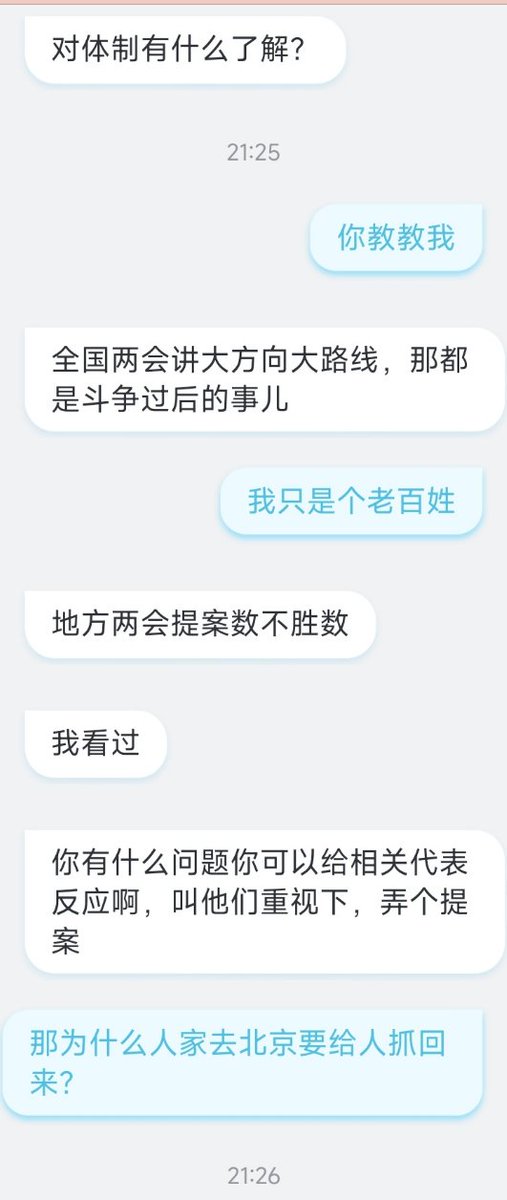 对体制有什么了解？
21:25
你教教我
全国两会讲大方向大路线，那都
是斗争过后的事儿
我只是个老百姓
地方两会提案数不胜数
我看过
你有什么问题你可以给相关代表
反应啊，叫他们重视下，弄个提
案
那为什么人家去北京要给人抓回
来？
21:26